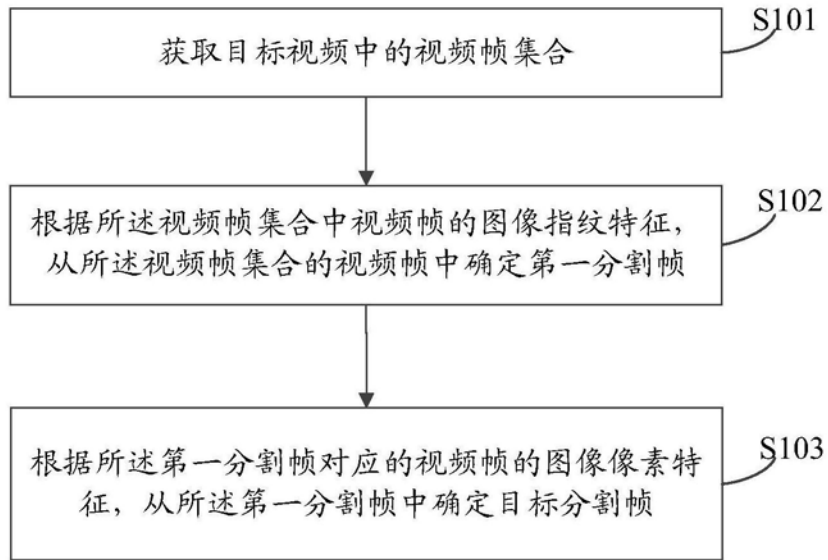 S101
获取目标视频中的视频帧集合
S102
根据所述视频帧集合中视频帧的图像指纹特征，
从所述视频帧集合的视频帧中确定第一分割帧
S103
根据所述第一分割帧对应的视频帧的图像像素特
征，从所述第一分割帧中确定目标分割帧